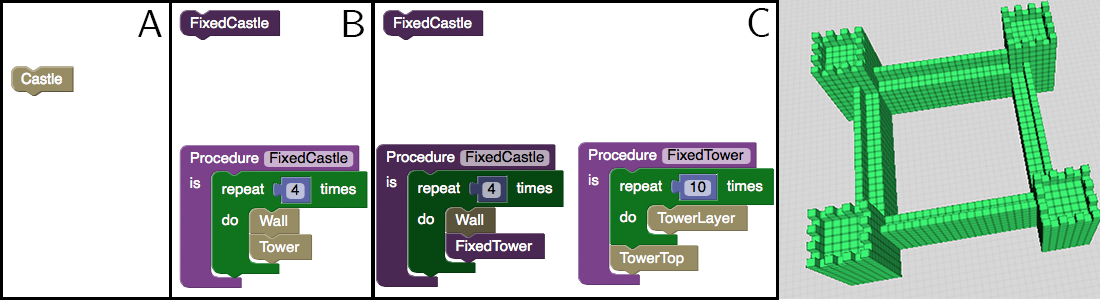 A
Castle
FixedCastle
B
Procedure FixedCastle
is
repeat 4 times
do Wall
Tower
FixedCastle
C
Procedure FixedCastle
is
repeat 4 times
do Wall
FixedTower
Procedure FixedTower
is
repeat 10 times
do TowerLayer
TowerTop